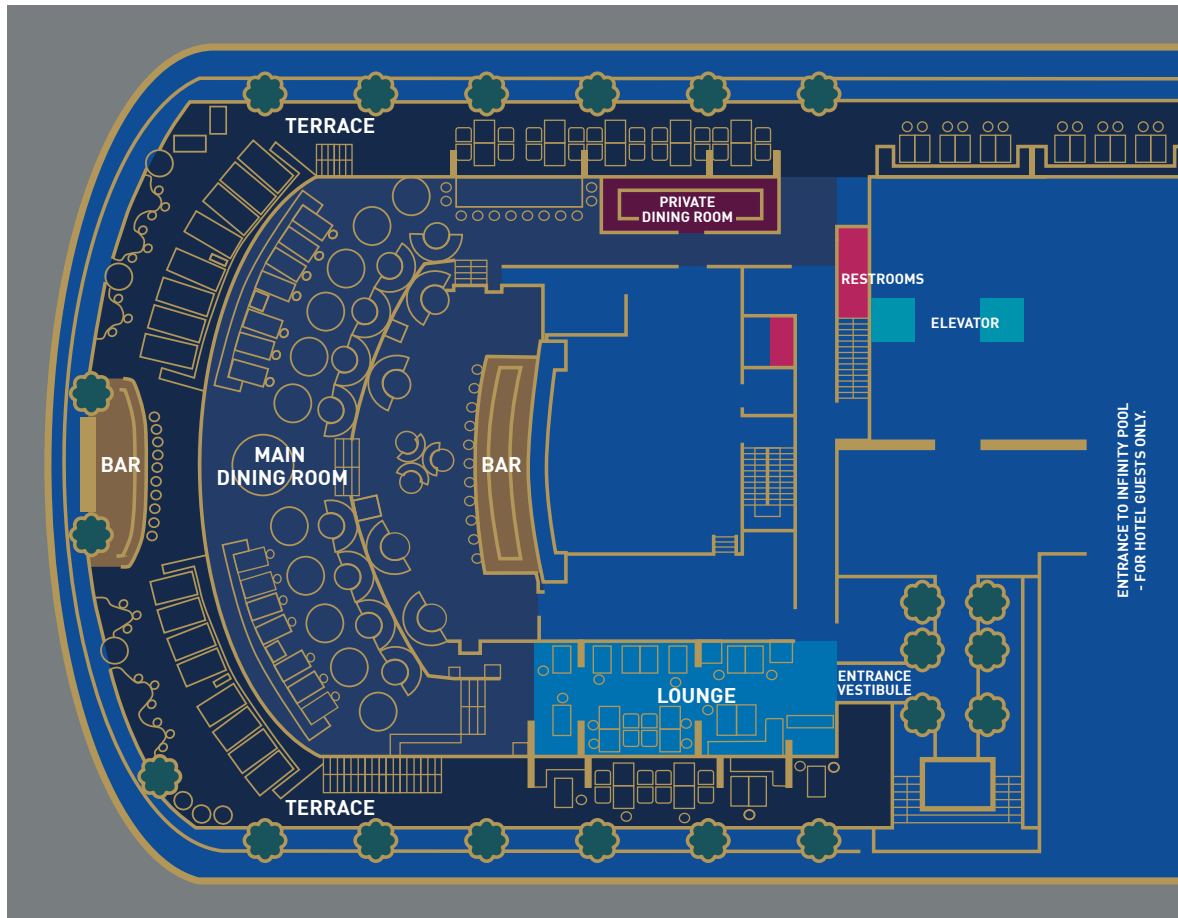 TERRACE
PRIVATE
DINING ROOM
RESTROOMS
ELEVATOR
BAR
MAIN
DINING ROOM
BAR
ENTRANCE TO INFINITY POOL
- FOR HOTEL GUESTS ONLY.
LOUNGE
ENTRANCE
VESTIBULE
TERRACE